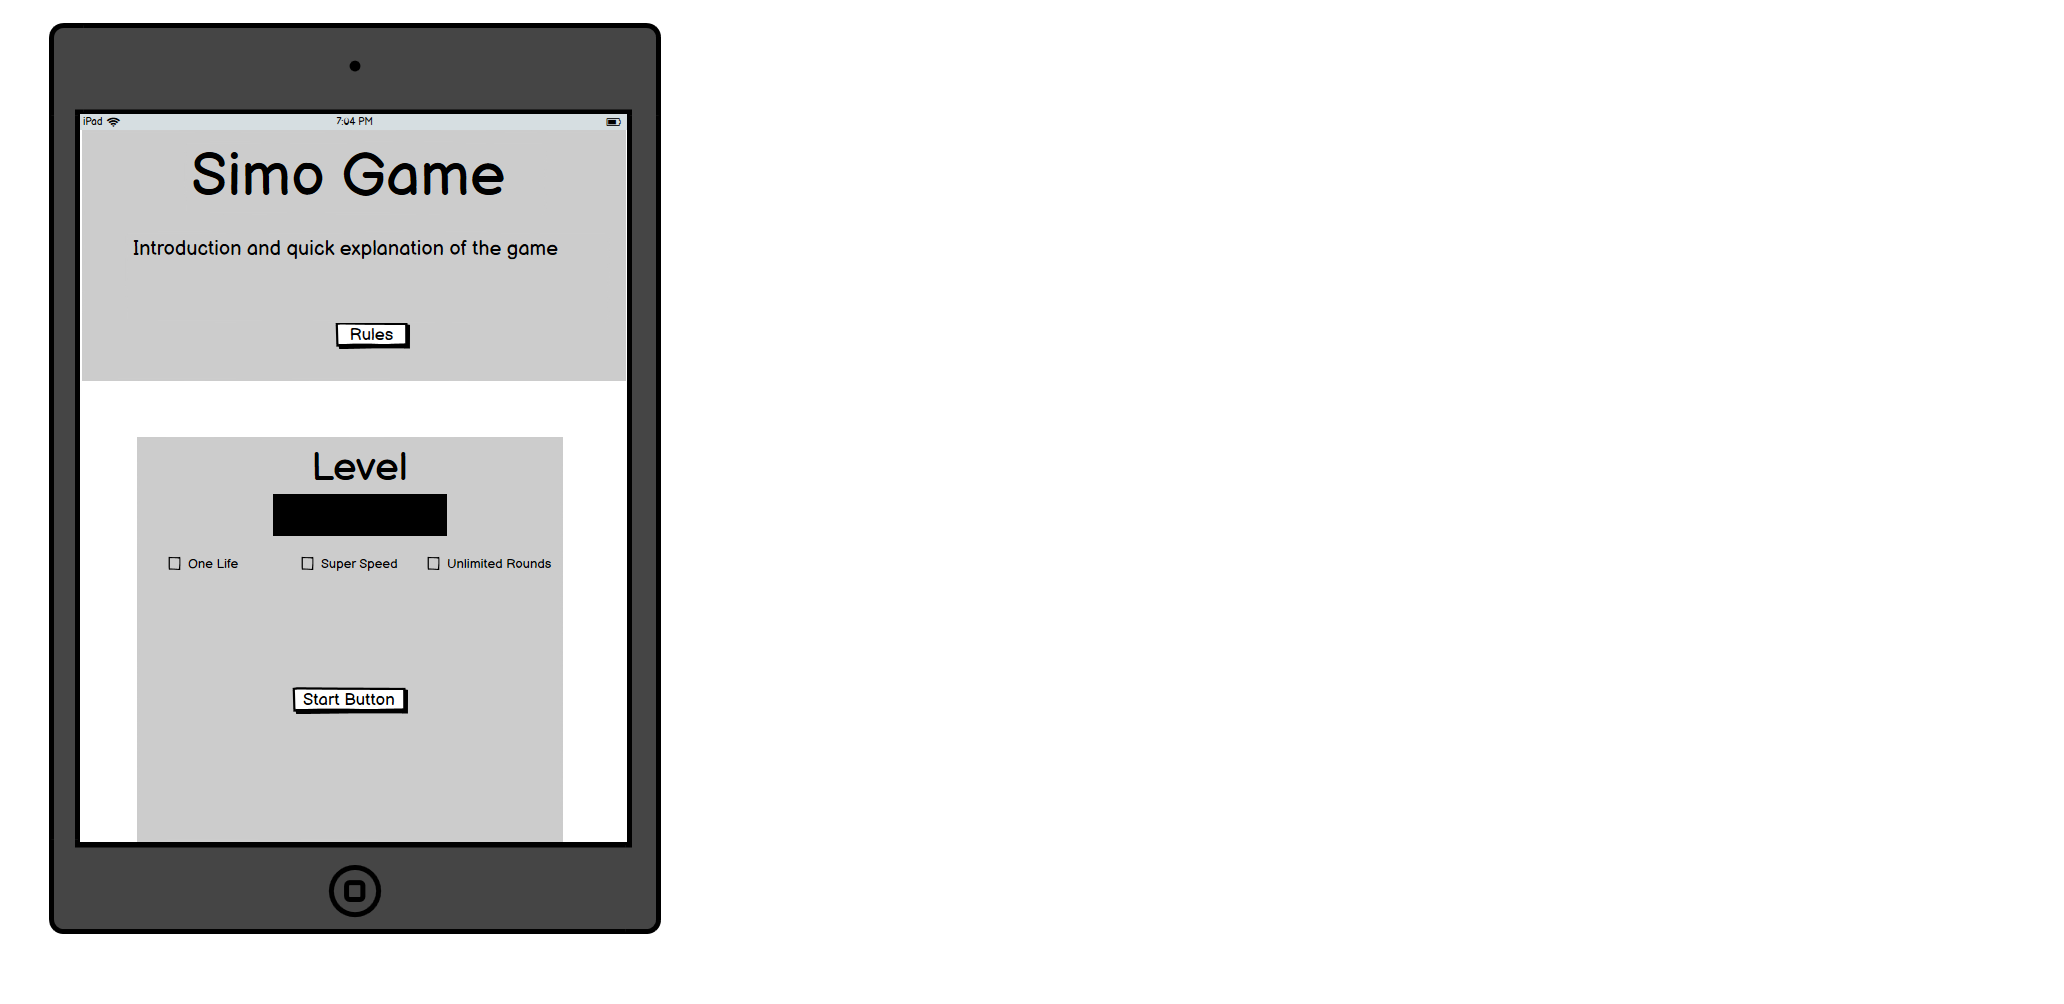 iPad 7:04 PM
Simo Game
Introduction and quick explanation of the game
Rules
Level
One Life Super Speed Unlimited Rounds
Start Button